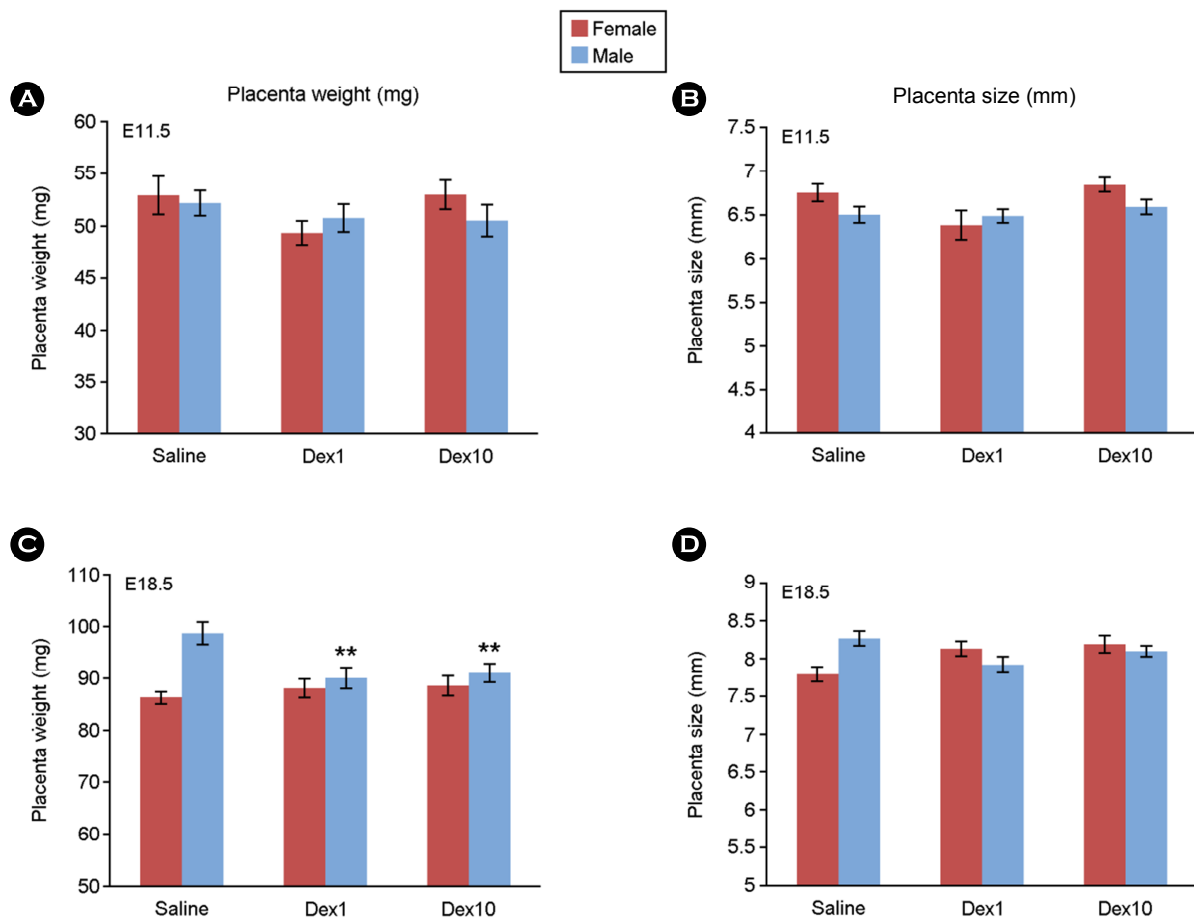 Female
Male
A
Placenta weight (mg)
E11.5
Placenta weight (mg)
60
55
50
45
40
35
30
Saline
Dex1
Dex10
B
Placenta size (mm)
E11.5
Placenta size (mm)
7.5
7
6.5
6
5.5
5
4.5
4
Saline
Dex1
Dex10
C
E18.5
Placenta weight (mg)
110
100
90
80
70
60
50
**
**
Saline
Dex1
Dex10
D
E18.5
Placenta size (mm)
9
8.5
8
7.5
7
6.5
6
5.5
5
Saline
Dex1
Dex10